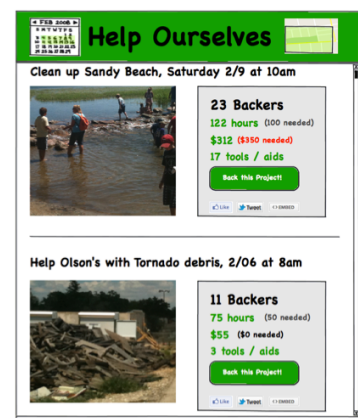 FEB 2008
S M T W T F S
Help Ourselves
Clean up Sandy Beach, Saturday 2/9 at 10am
23 Backers
122 hours (100 needed)
$312 ($350 needed)
17 tools / aids
Back this Project!
Like Tweet <>EMBED
Help Olson's with Tornado debris, 2/06 at 8am
11 Backers
75 hours (50 needed)
$55 ($0 needed)
3 tools / aids
Back this Project!
Like Tweet <>EMBED